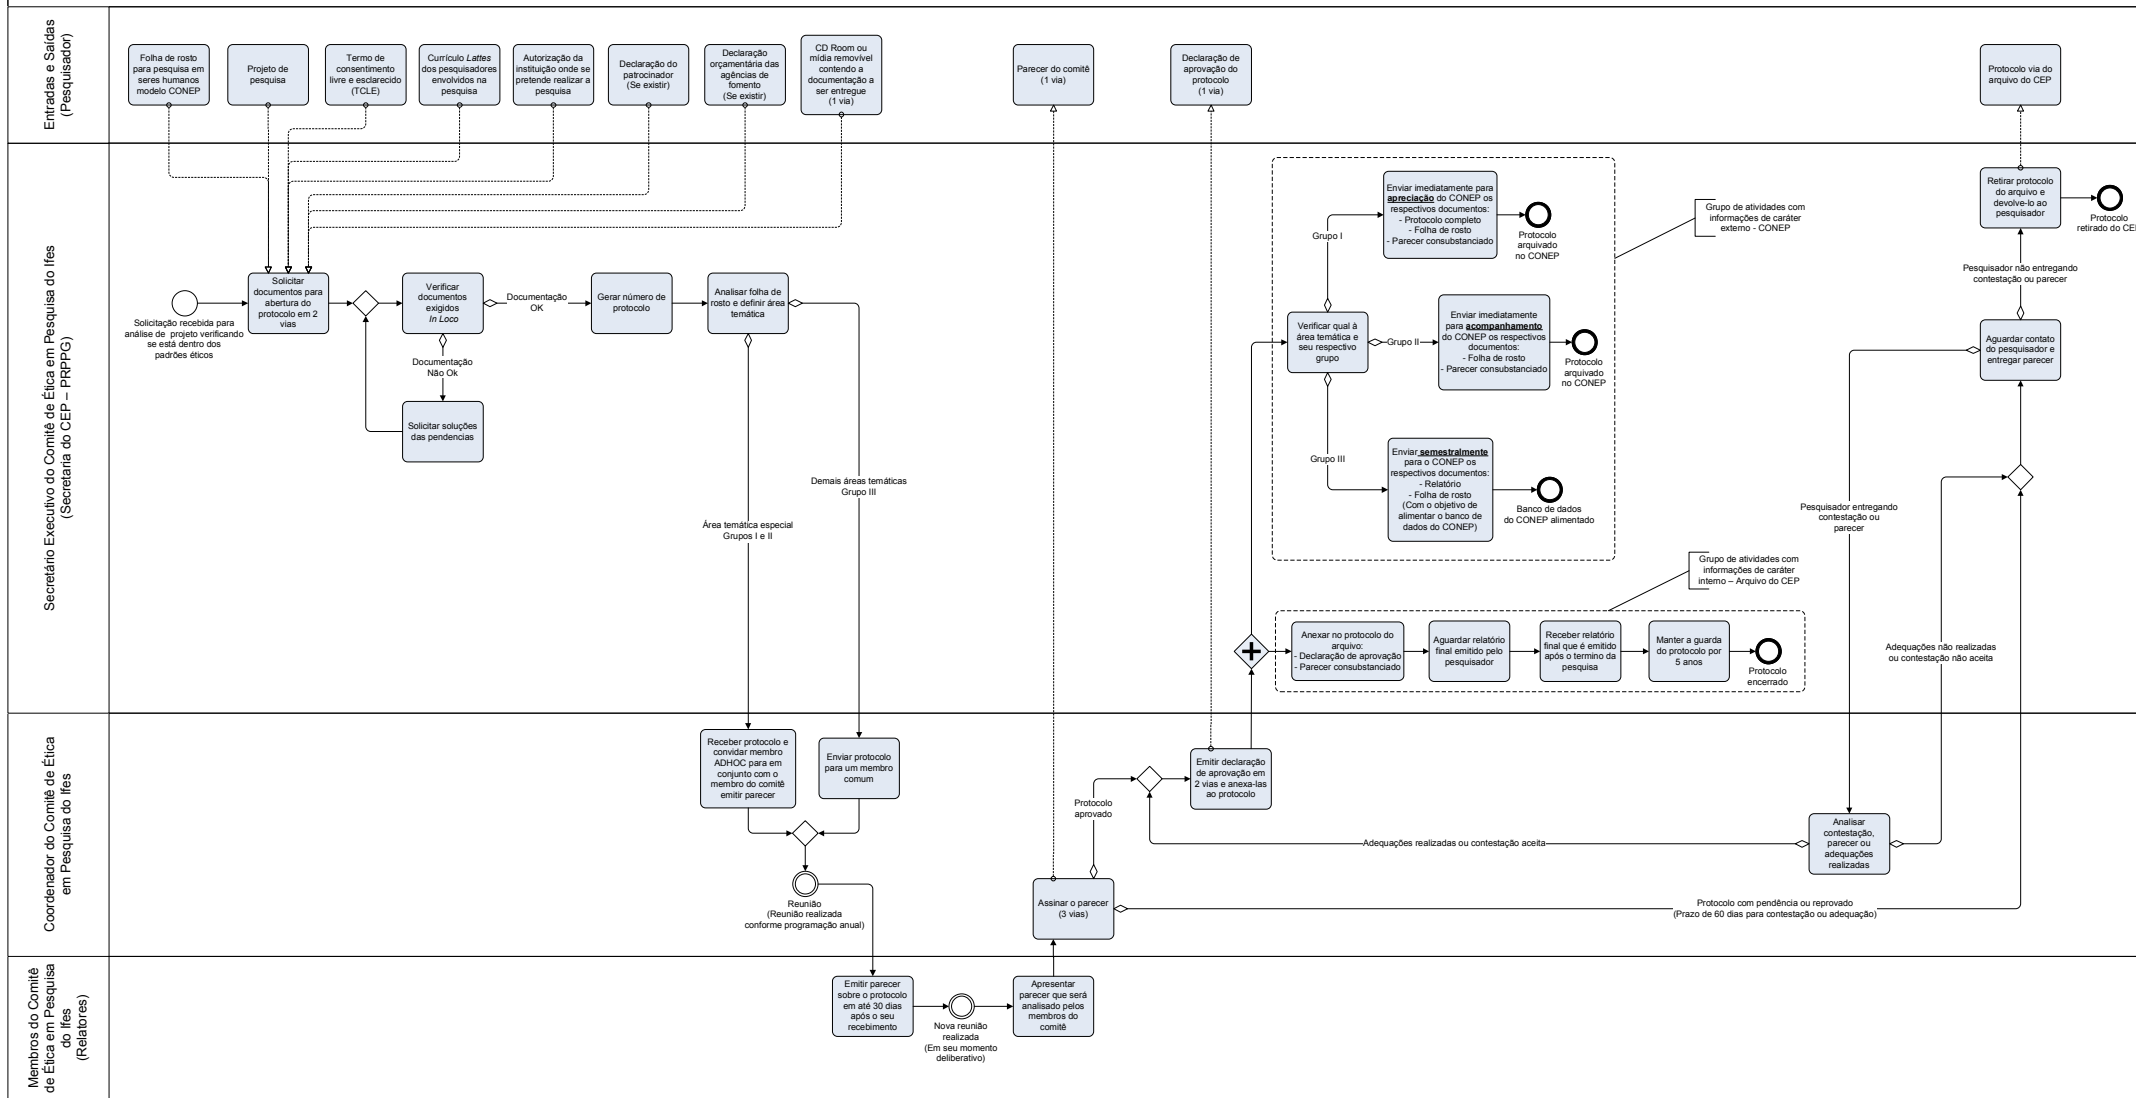 Entradas e Saídas
(Pesquisador)
Folha de rosto
para pesquisa em
seres humanos
modelo CONEP
Projeto de
pesquisa
Termo de
consentimento
livre e esclarecido
(TCLE)
Currículo Lattes
dos pesquisadores
envolvidos na
pesquisa
Autorização da
instituição onde se
pretende realizar a
pesquisa
Declaração do
patrocinador
(Se existir)
Declaração
orçamentária das
agências de
fomento
(Se existir)
CD Room ou
mídia removível
contendo a
documentação a
ser entregue
(1 via)
Parecer do comitê
(1 via)
Declaração de
aprovação do
protocolo
(1 via)
Protocolo via do
arquivo do CEP
Secretário Executivo do Comitê de Ética em Pesquisa do Ifes
(Secretaria do CEP – PRPPG)
Solicitação recebida para
análise de projeto verificando
se está dentro dos
padrões éticos
Solicitar
documentos para
abertura do
protocolo em 2
vias
Verificar
documentos
exigidos
In Loco
Documentação
OK
Documentação
Não Ok
Solicitar soluções
das pendencias
Gerar número de
protocolo
Analisar folha de
rosto e definir área
temática
Demais áreas temáticas
Grupo III
Área temática especial
Grupos I e II
Verificar qual à
área temática e
seu respectivo
grupo
Grupo I
Enviar imediatamente para
apreciação do CONEP os
respectivos documentos:
- Protocolo completo
- Folha de rosto
- Parecer consubstanciado
Protocolo
arquivado
no CONEP
Grupo II
Enviar imediatamente
para acompanhamento
do CONEP os respectivos
documentos:
- Folha de rosto
- Parecer consubstanciado
Protocolo
arquivado
no CONEP
Grupo III
Enviar semestralmente
para o CONEP os
respectivos documentos:
- Relatório
- Folha de rosto
(Com o objetivo de
alimentar o banco de
dados do CONEP)
Banco de dados
do CONEP alimentado
Grupo de atividades com
informações de caráter
externo - CONEP
Grupo de atividades com
informações de caráter
interno – Arquivo do CEP
Anexar no protocolo do
arquivo:
- Declaração de aprovação
- Parecer consubstanciado
Aguardar relatório
final emitido pelo
pesquisador
Receber relatório
final que é emitido
após o termino da
pesquisa
Manter a guarda
do protocolo por
5 anos
Protocolo
encerrado
Retirar protocolo
do arquivo e
devolve-lo ao
pesquisador
Protocolo
retirado do CE
Pesquisador não entregando
contestação ou parecer
Aguardar contato
do pesquisador e
entregar parecer
Pesquisador entregando
contestação ou
parecer
Adequações não realizadas
ou contestação não aceita
Coordenador do Comitê de Ética
em Pesquisa do Ifes
Receber protocolo e
convidar membro
ADHOC para em
conjunto com o
membro do comitê
emitir parecer
Enviar protocolo
para um membro
comum
Reunião
(Reunião realizada
conforme programação anual)
Protocolo
aprovado
Emitir declaração
de aprovação em
2 vias e anexa-las
ao protocolo
Adequações realizadas ou contestação aceita
Analisar
contestação,
parecer ou
adequações
realizadas
Assinar o parecer
(3 vias)
Protocolo com pendência ou reprovado
(Prazo de 60 dias para contestação ou adequação)
Membros do Comitê
de Ética em Pesquisa
do Ifes
(Relatores)
Emitir parecer
sobre o protocolo
em até 30 dias
após o seu
recebimento
Nova reunião
realizada
(Em seu momento
deliberativo)
Apresentar
parecer que será
analisado pelos
membros do
comitê